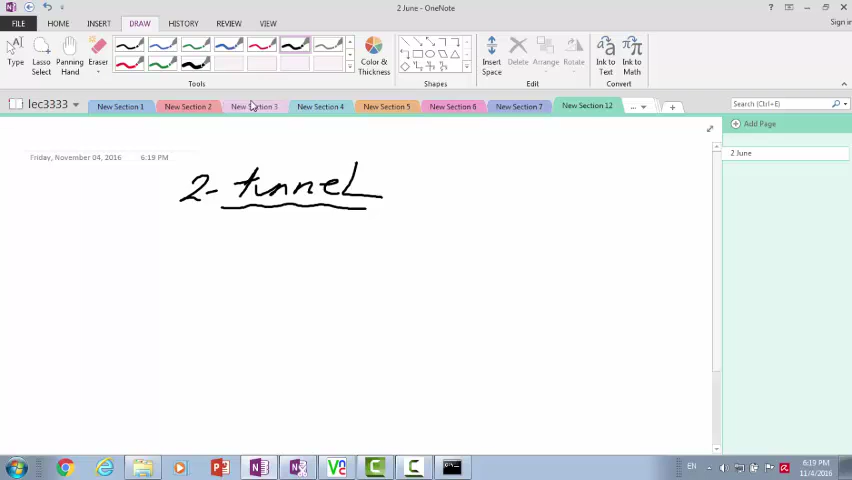 2 June - OneNote
FILE HOME INSERT DRAW HISTORY REVIEW VIEW
Sign in
Type Lasso Select Panning Hand Eraser Color & Thickness Insert Space Delete Arrange Rotate Ink to Text Ink to Math
Tools Shapes Edit Convert
lec3333 New Section 1 New Section 2 New Section 3 New Section 4 New Section 5 New Section 6 New Section 7 New Section 12 ... Search (Ctrl+E)
Add Page
2 June
Friday, November 04, 2016 6:19 PM
2- tunnel
EN 6:19 PM
11/4/2016